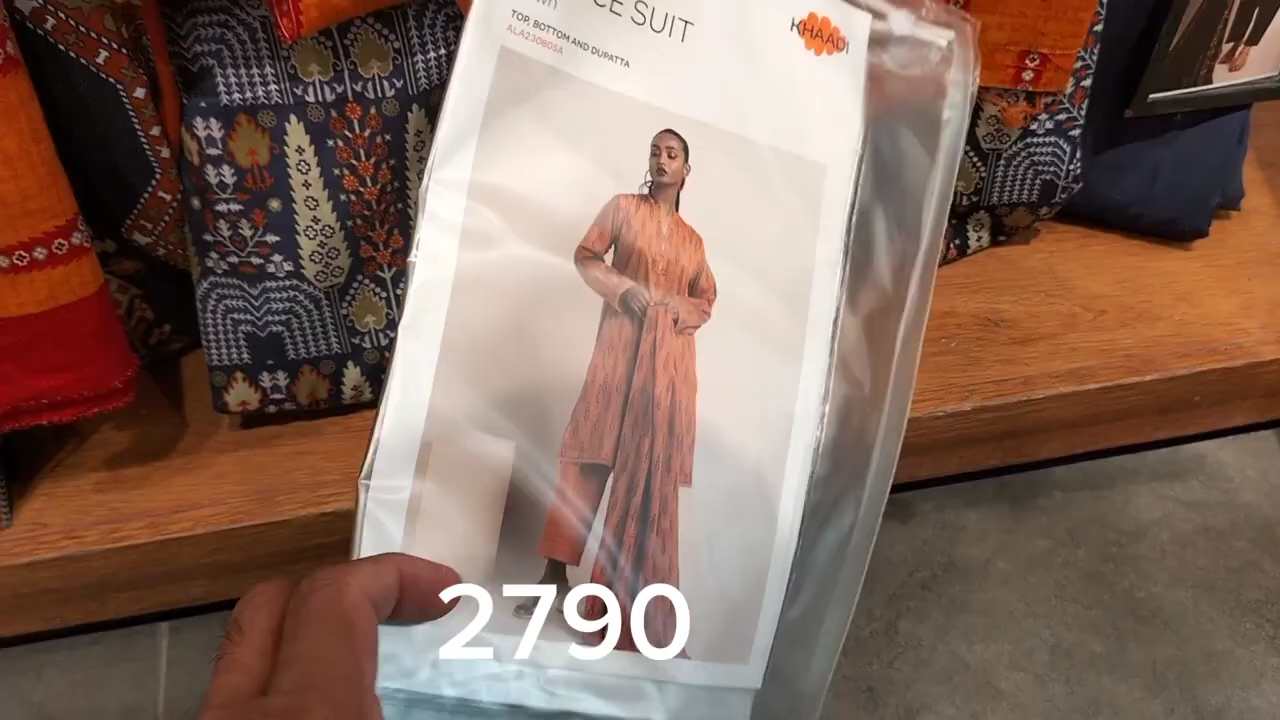 CE SUIT
KHAADI
TOP, BOTTOM AND DUPATTA
ALA230805A
2790